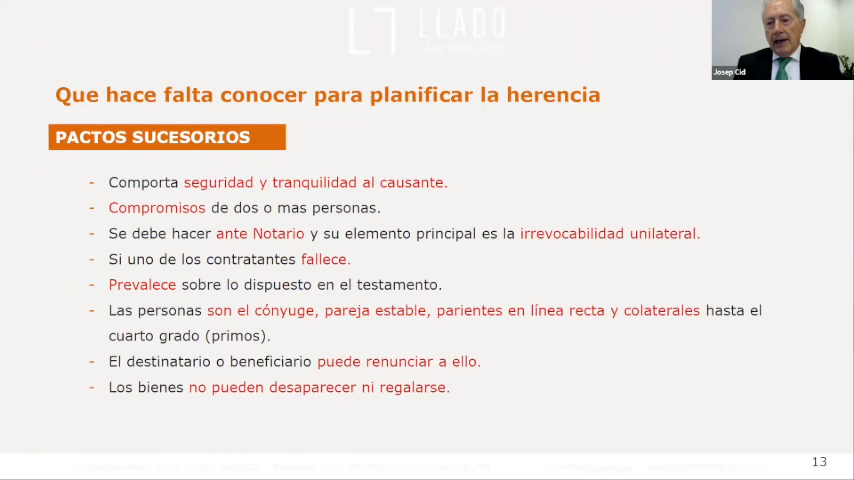 LLADO
Josep Cid
Que hace falta conocer para planificar la herencia
PACTOS SUCESORIOS
- Comporta seguridad y tranquilidad al causante.
- Compromisos de dos o mas personas.
- Se debe hacer ante Notario y su elemento principal es la irrevocabilidad unilateral.
- Si uno de los contratantes fallece.
- Prevalece sobre lo dispuesto en el testamento.
- Las personas son el cónyuge, pareja estable, parientes en línea recta y colaterales hasta el
cuarto grado (primos).
- El destinatario o beneficiario puede renunciar a ello.
- Los bienes no pueden desaparecer ni regalarse.
13